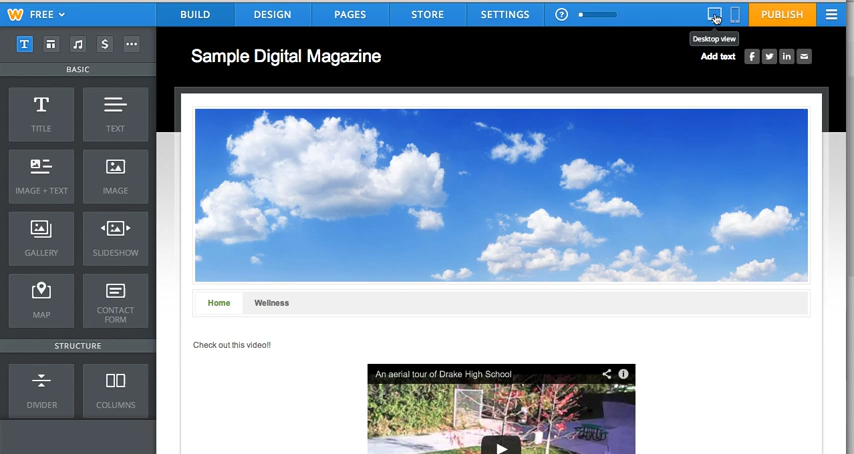 FREE
BUILD
DESIGN
PAGES
STORE
SETTINGS
?
PUBLISH
Desktop view
T
$
BASIC
T
TITLE
TEXT
IMAGE + TEXT
IMAGE
GALLERY
SLIDESHOW
MAP
CONTACT
FORM
STRUCTURE
DIVIDER
COLUMNS
Sample Digital Magazine
Add text
Home
Wellness
Check out this video!!
An aerial tour of Drake High School